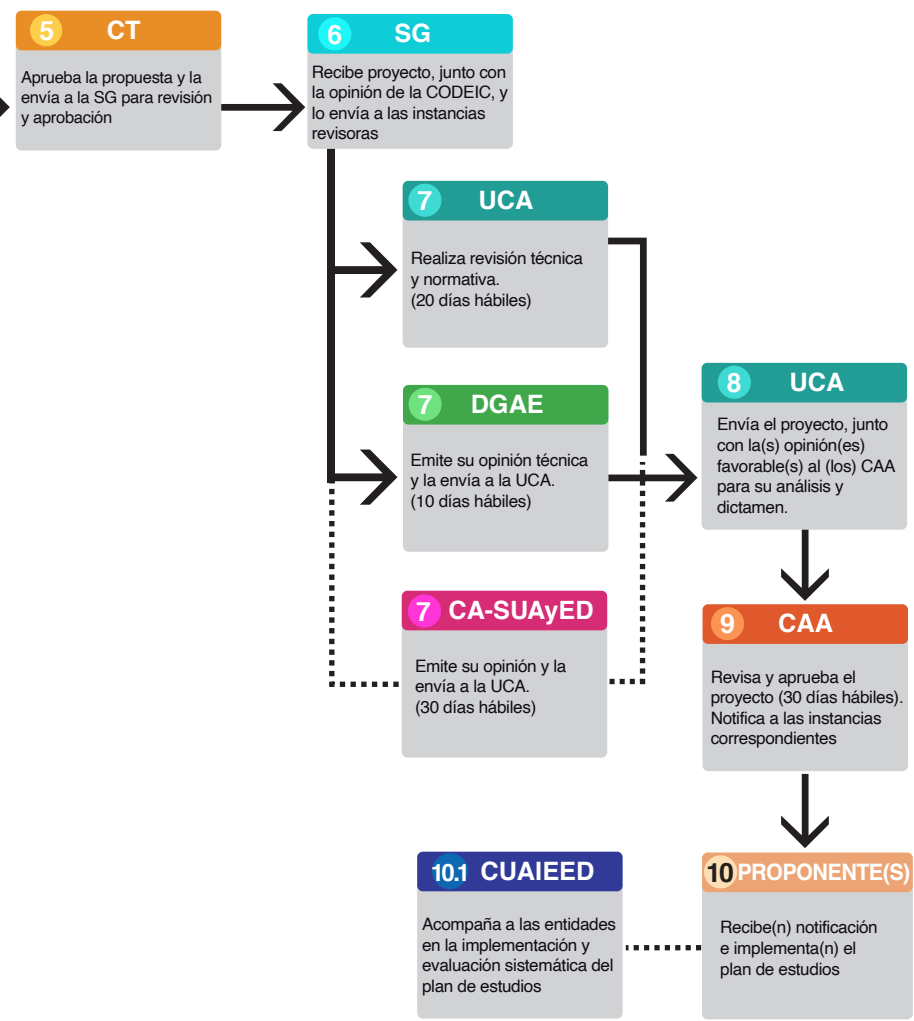 5 CT
Aprueba la propuesta y la
envía a la SG para revisión
y aprobación
6 SG
Recibe proyecto, junto con
la opinión de la CODEIC, y
lo envía a las instancias
revisoras
7 UCA
Realiza revisión técnica
y normativa.
(20 días hábiles)
7 DGAE
Emite su opinión técnica
y la envía a la UCA.
(10 días hábiles)
7 CA-SUAyED
Emite su opinión y la
envía a la UCA.
(30 días hábiles)
8 UCA
Envía el proyecto, junto
con la(s) opinión(es)
favorable(s) al (los) CAA
para su análisis y
dictamen.
9 CAA
Revisa y aprueba el
proyecto (30 días hábiles).
Notifica a las instancias
correspondientes
10 PROPONENTE(S)
Recibe(n) notificación
e implementa(n) el
plan de estudios
10.1 CUAIEED
Acompaña a las entidades
en la implementación y
evaluación sistemática del
plan de estudios